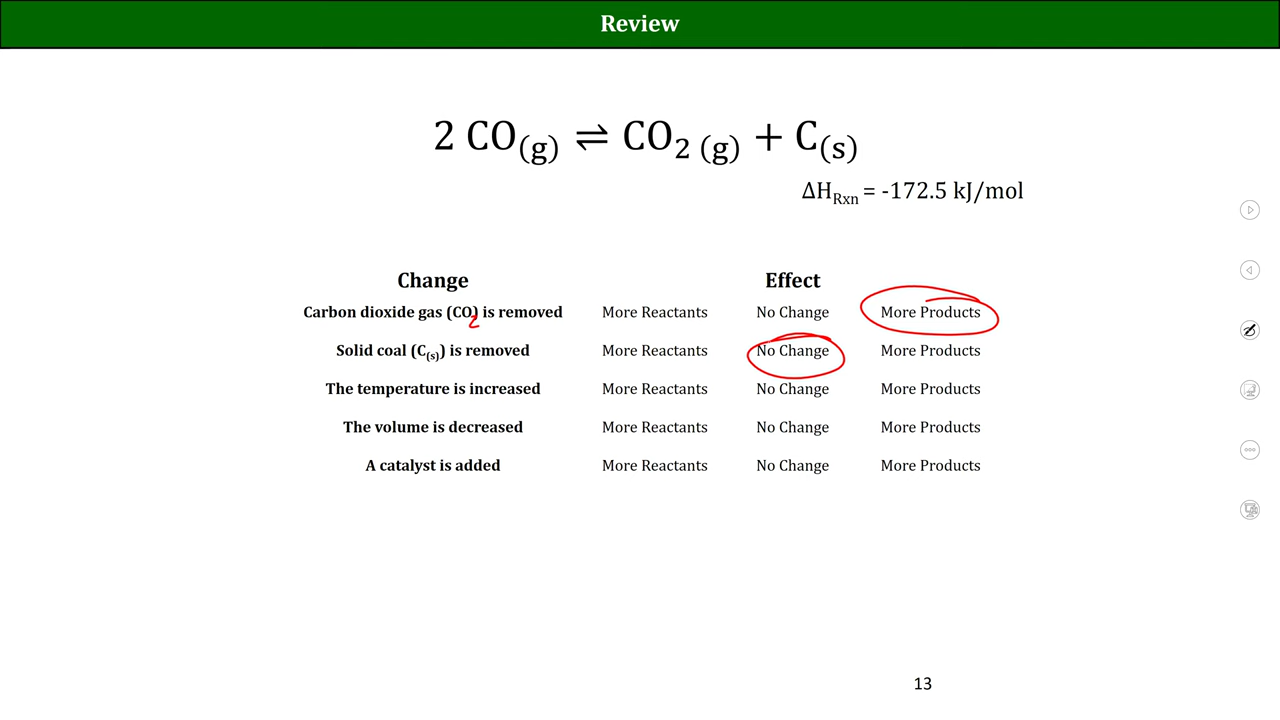 Review
2 CO(g) ⇌ CO2 (g) + C(s)
ΔHRxn = -172.5 kJ/mol
Change Effect
Carbon dioxide gas (CO2) is removed More Reactants No Change More Products
Solid coal (C(s)) is removed More Reactants No Change More Products
The temperature is increased More Reactants No Change More Products
The volume is decreased More Reactants No Change More Products
A catalyst is added More Reactants No Change More Products
13